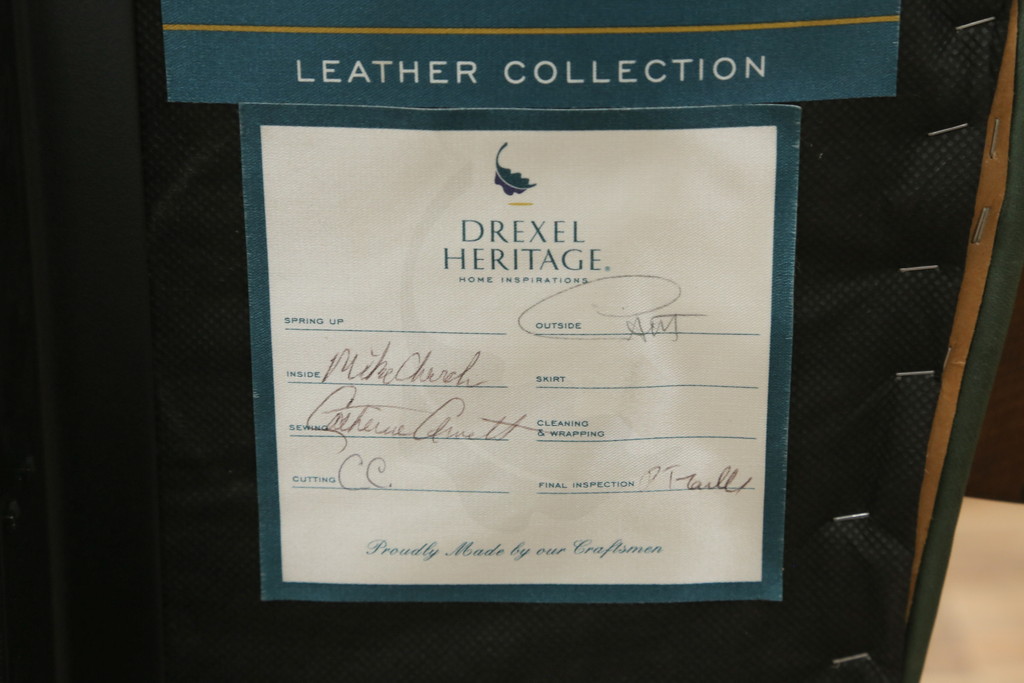 LEATHER COLLECTION
DREXEL
HERITAGE®
HOME INSPIRATIONS
SPRING UP
OUTSIDE
INSIDE Mike Church
SKIRT
SEWING Catherine Arnett
CLEANING
& WRAPPING
CUTTING C.C.
FINAL INSPECTION
Proudly Made by our Craftsmen